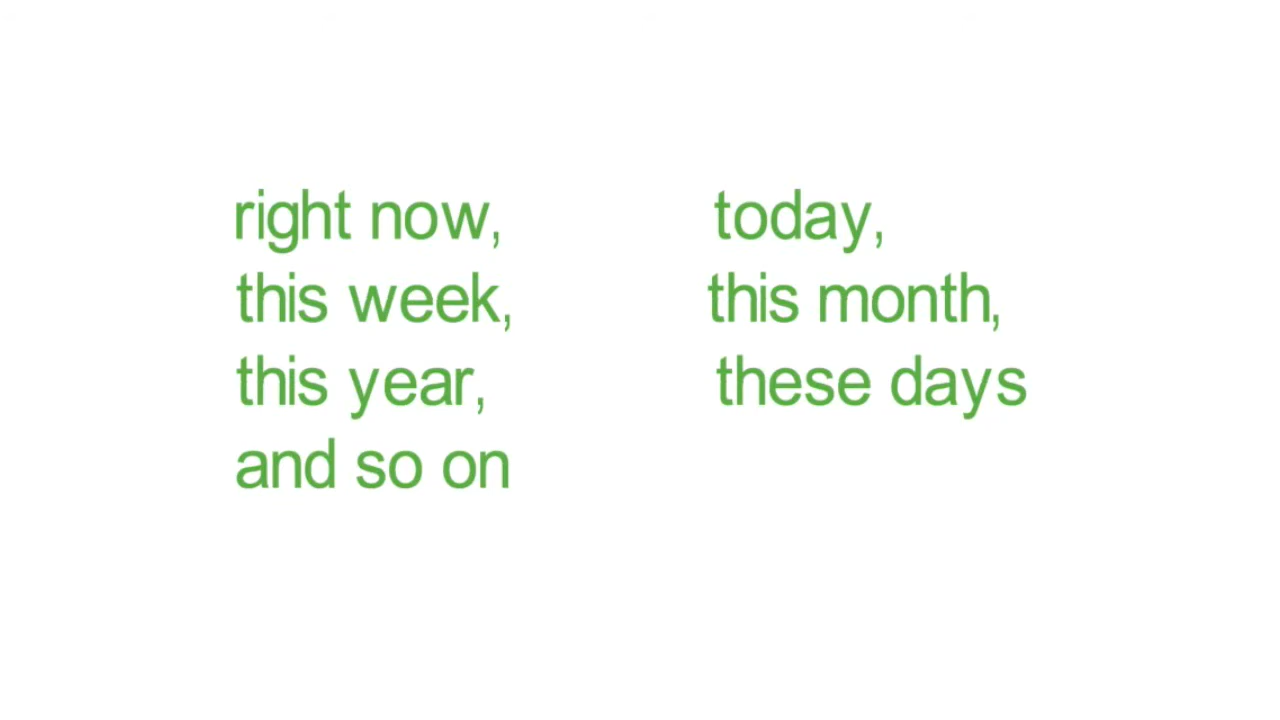 right now, today,
this week, this month,
this year, these days
and so on